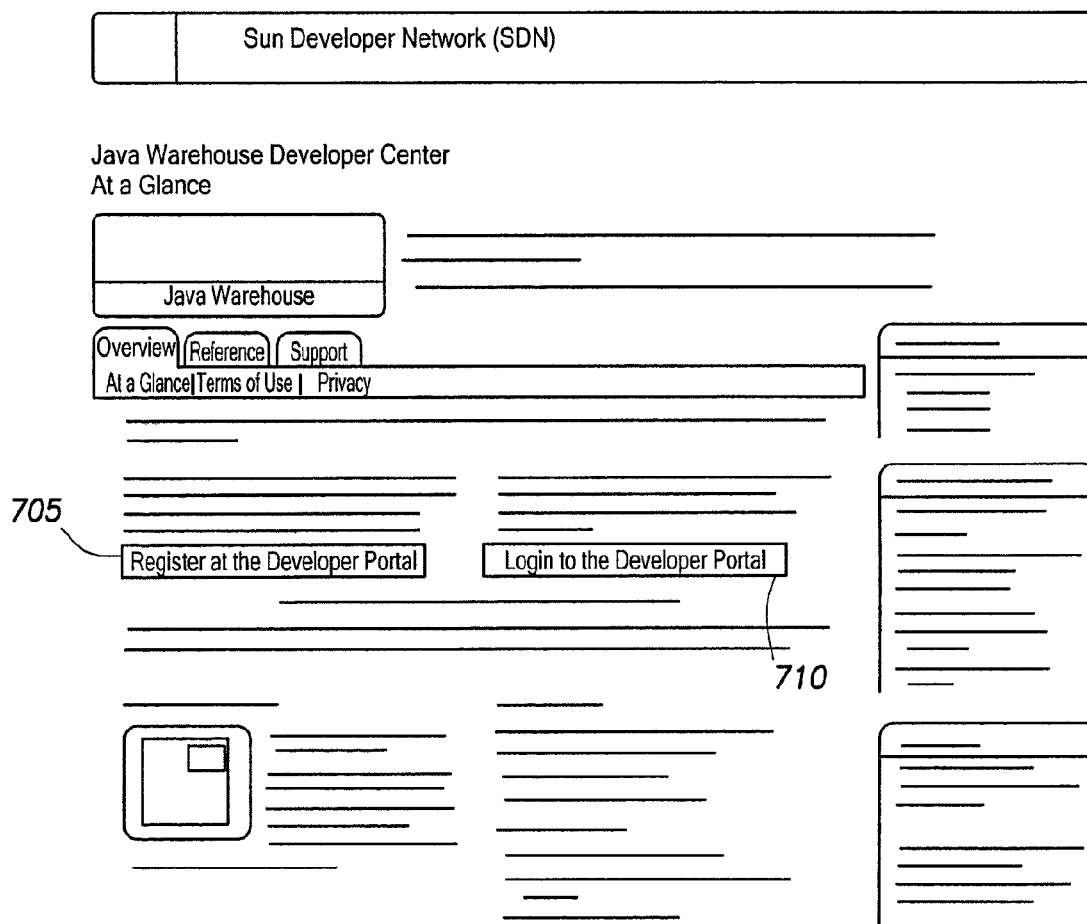 Sun Developer Network (SDN)
Java Warehouse Developer Center
At a Glance
Java Warehouse
Overview Reference Support
At a Glance|Terms of Use | Privacy
705
Register at the Developer Portal Login to the Developer Portal
710